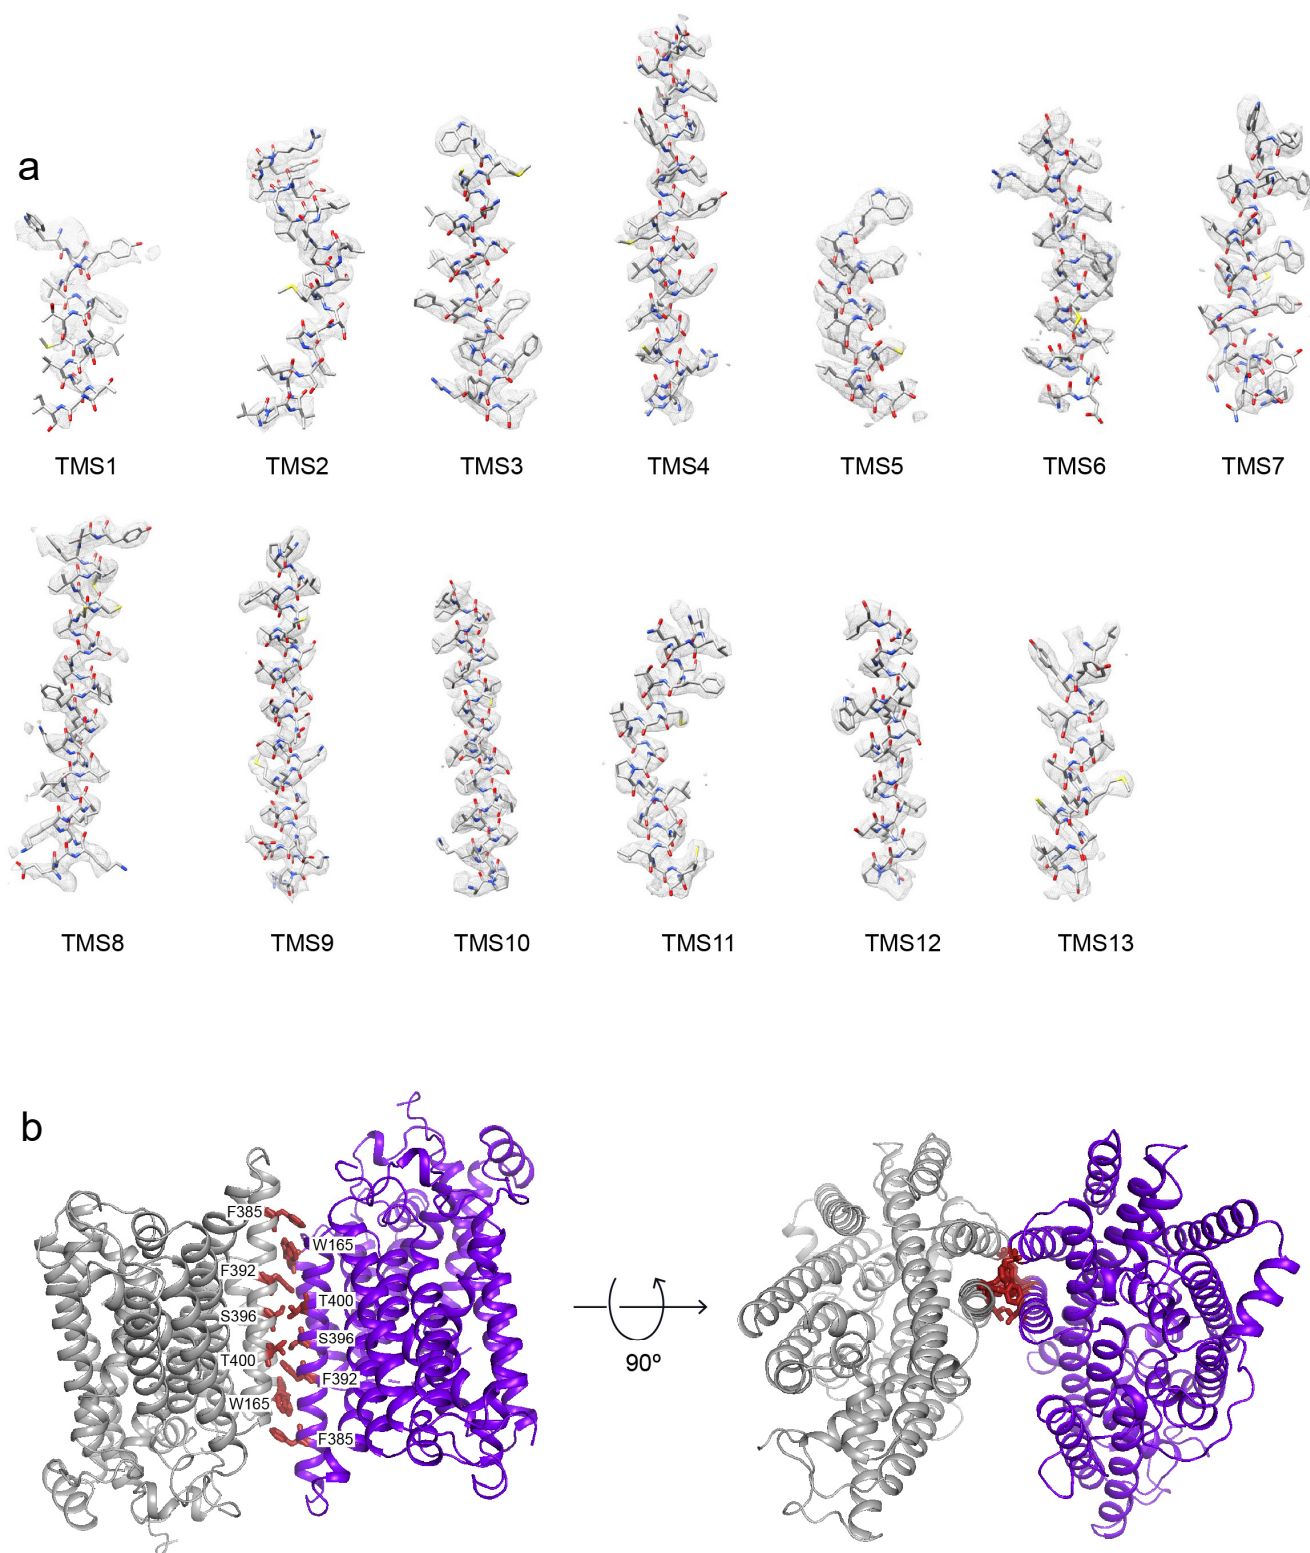 a
TMS1 TMS2 TMS3 TMS4 TMS5 TMS6 TMS7
TMS8 TMS9 TMS10 TMS11 TMS12 TMS13
b
F385
W165
F392
T400
S396
S396
T400
F392
W165
F385
90º